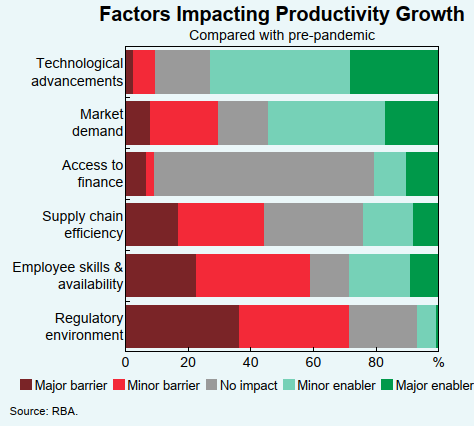 Factors Impacting Productivity Growth
Compared with pre-pandemic
Technological
advancements
Market
demand
Access to
finance
Supply chain
efficiency
Employee skills &
availability
Regulatory
environment
0 20 40 60 80 %
Major barrier Minor barrier No impact Minor enabler Major enabler
Source: RBA.